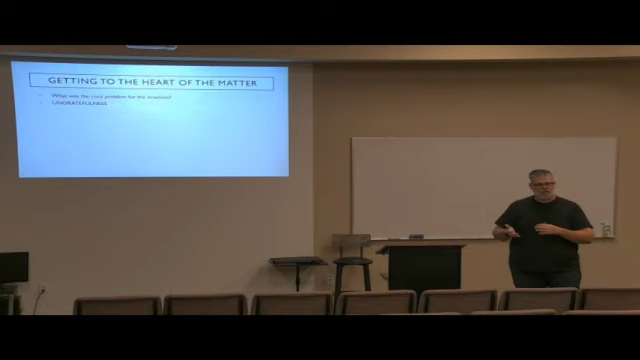 GETTING TO THE HEART OF THE MATTER
What was the root problem for the Israelites?
UNGRATEFULNESS